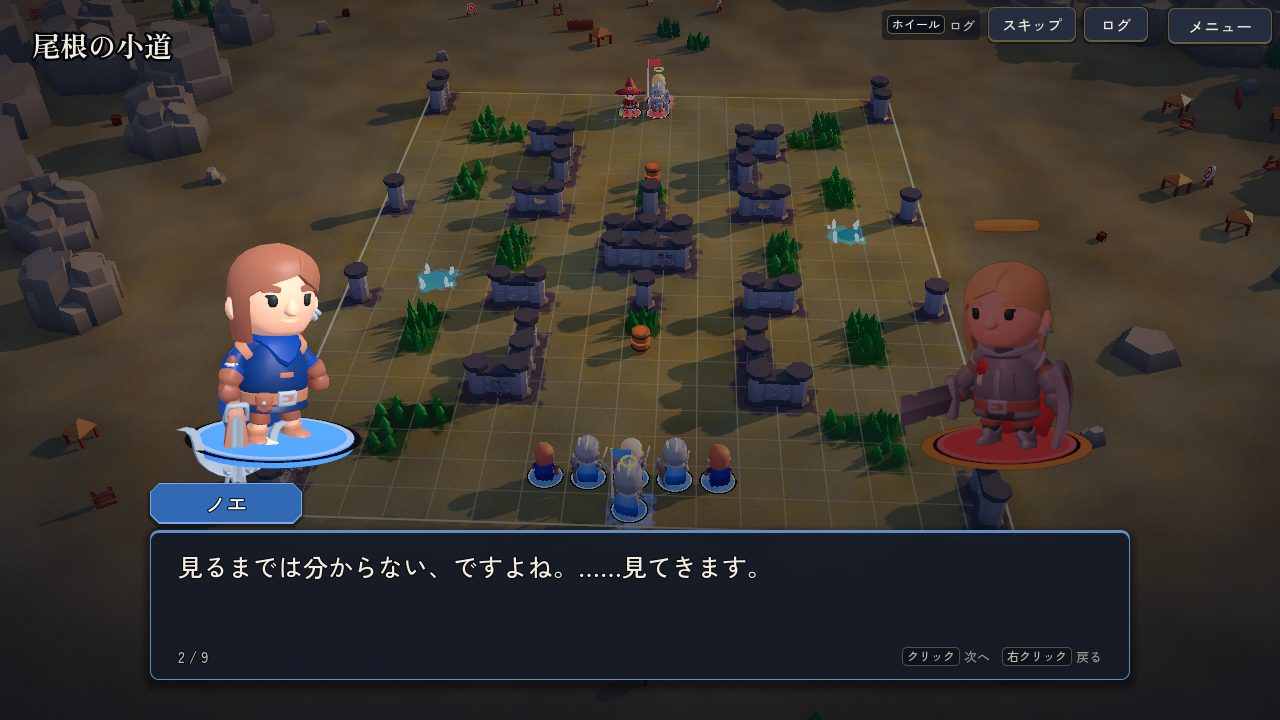 尾根の小道
ホイール ログ
スキップ
ログ
メニュー
ノエ
見るまでは分からない、ですよね。……見てきます。
2 / 9
クリック 次へ 右クリック 戻る